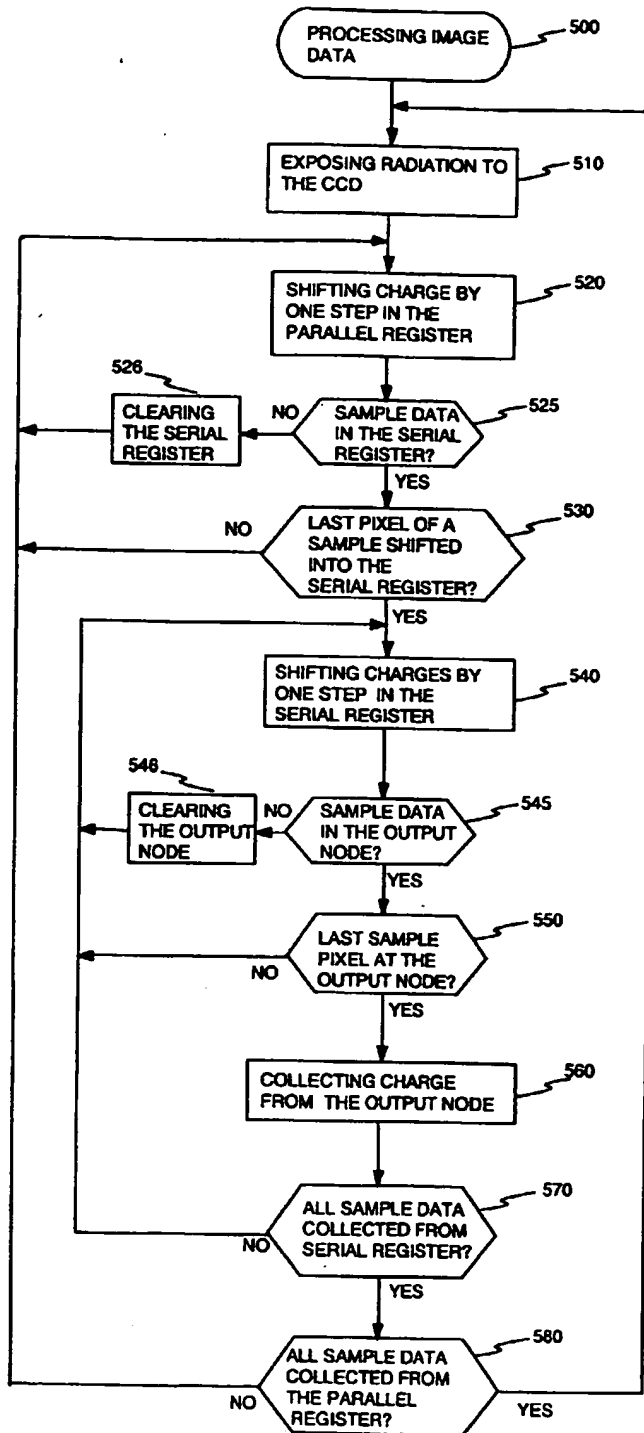 PROCESSING IMAGE
DATA
500
EXPOSING RADIATION TO
THE CCD
510
SHIFTING CHARGE BY
ONE STEP IN THE
PARALLEL REGISTER
520
526
CLEARING
THE SERIAL
REGISTER
NO
SAMPLE DATA
IN THE SERIAL
REGISTER?
525
YES
NO
LAST PIXEL OF A
SAMPLE SHIFTED
INTO THE
SERIAL REGISTER?
530
YES
SHIFTING CHARGES BY
ONE STEP IN THE
SERIAL REGISTER
540
546
CLEARING
THE OUTPUT
NODE
NO
SAMPLE DATA
IN THE OUTPUT
NODE?
545
YES
LAST SAMPLE
PIXEL AT THE
OUTPUT NODE?
550
NO
YES
COLLECTING CHARGE
FROM THE OUTPUT NODE
560
ALL SAMPLE DATA
COLLECTED FROM
SERIAL REGISTER?
570
NO
YES
ALL SAMPLE DATA
COLLECTED FROM
THE PARALLEL
REGISTER?
580
NO
YES